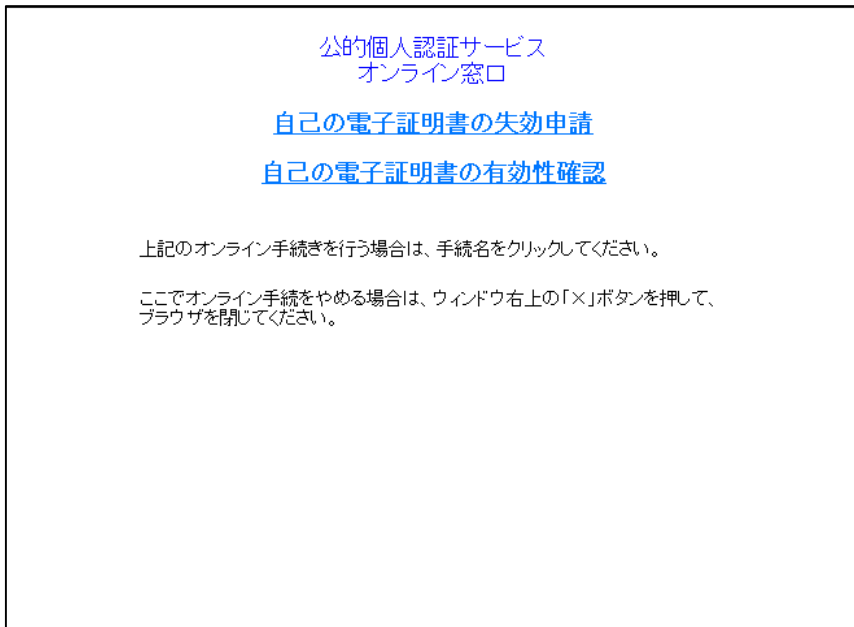 公的個人認証サービス
オンライン窓口
自己の電子証明書の失効申請
自己の電子証明書の有効性確認
上記のオンライン手続きを行う場合は、手続名をクリックしてください。
ここでオンライン手続をやめる場合は、ウィンドウ右上の「×」ボタンを押して、
ブラウザを閉じてください。